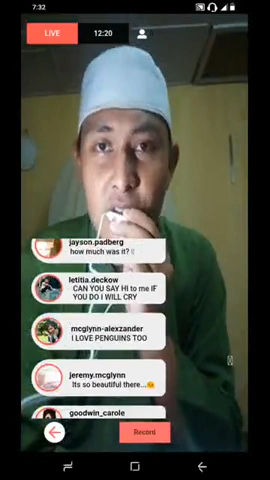 7:32
LIVE
12:20
jayson.padberg
how much was it?
letitia.deckow
CAN YOU SAY HI to me IF
YOU DO I WILL CRY
mcglynn-alexzander
I LOVE PENGUINS TOO
jeremy.mcglynn
Its so beautiful there...😊
goodwin_carole
Record